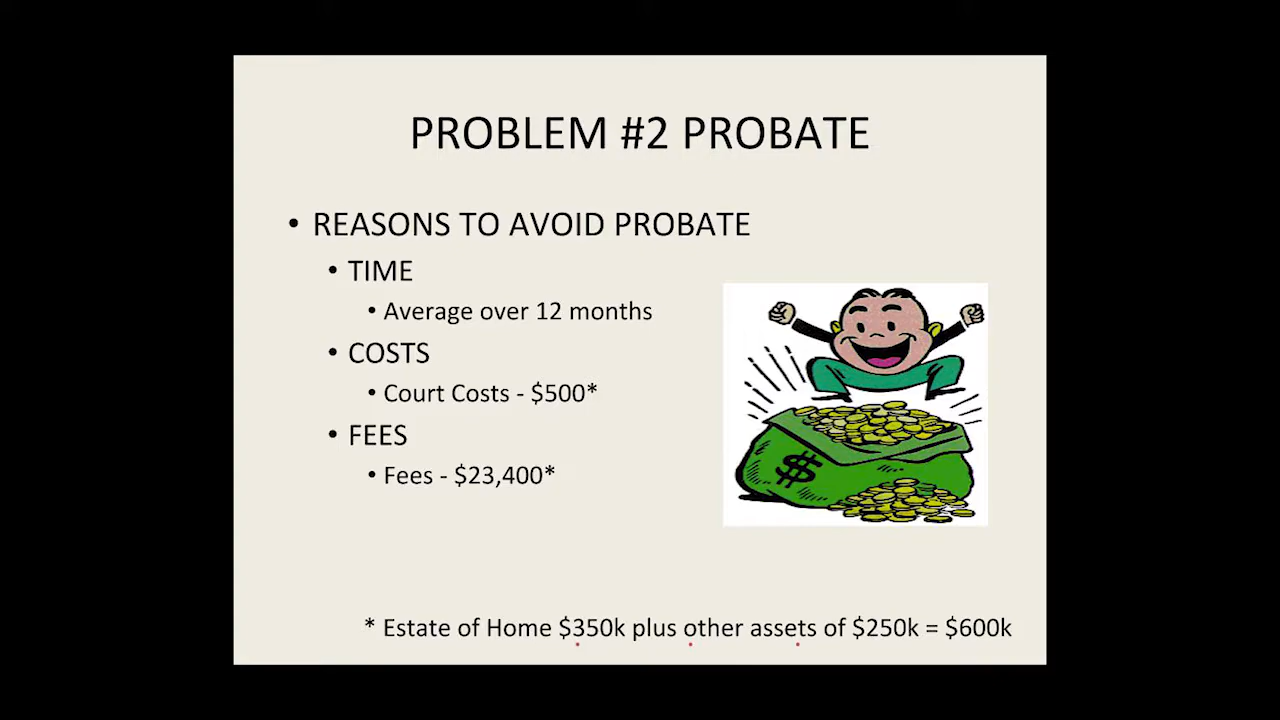 PROBLEM #2 PROBATE
• REASONS TO AVOID PROBATE
• TIME
• Average over 12 months
• COSTS
• Court Costs - $500*
• FEES
• Fees - $23,400*
$
* Estate of Home $350k plus other assets of $250k = $600k